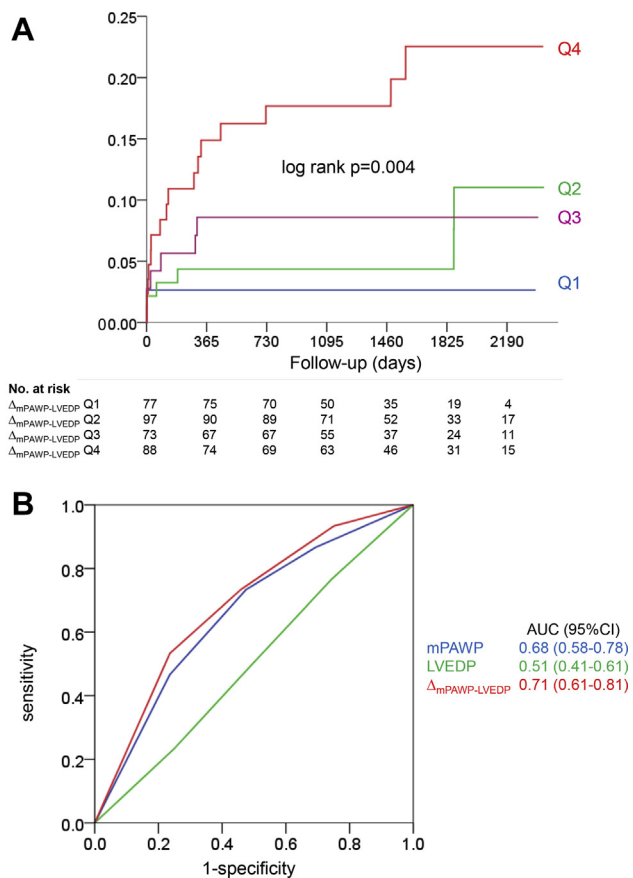 A
0.25
Q4
0.20
0.15
log rank p=0.004
Q2
0.10
Q3
0.05
Q1
00.00
0 365 730 1095 1460 1825 2190
Follow-up (days)
No. at risk
ΔmPAWP-LVEDP Q1 77 75 70 50 35 19 4
ΔmPAWP-LVEDP Q2 97 90 89 71 52 33 17
ΔmPAWP-LVEDP Q3 73 67 67 55 37 24 11
ΔmPAWP-LVEDP Q4 88 74 69 63 46 31 15
B
1.0
0.8
0.6
0.4
0.2
0.0
sensitivity
0.0 0.2 0.4 0.6 0.8 1.0
1-specificity
AUC (95%CI)
mPAWP 0.68 (0.58-0.78)
LVEDP 0.51 (0.41-0.61)
ΔmPAWP-LVEDP 0.71 (0.61-0.81)